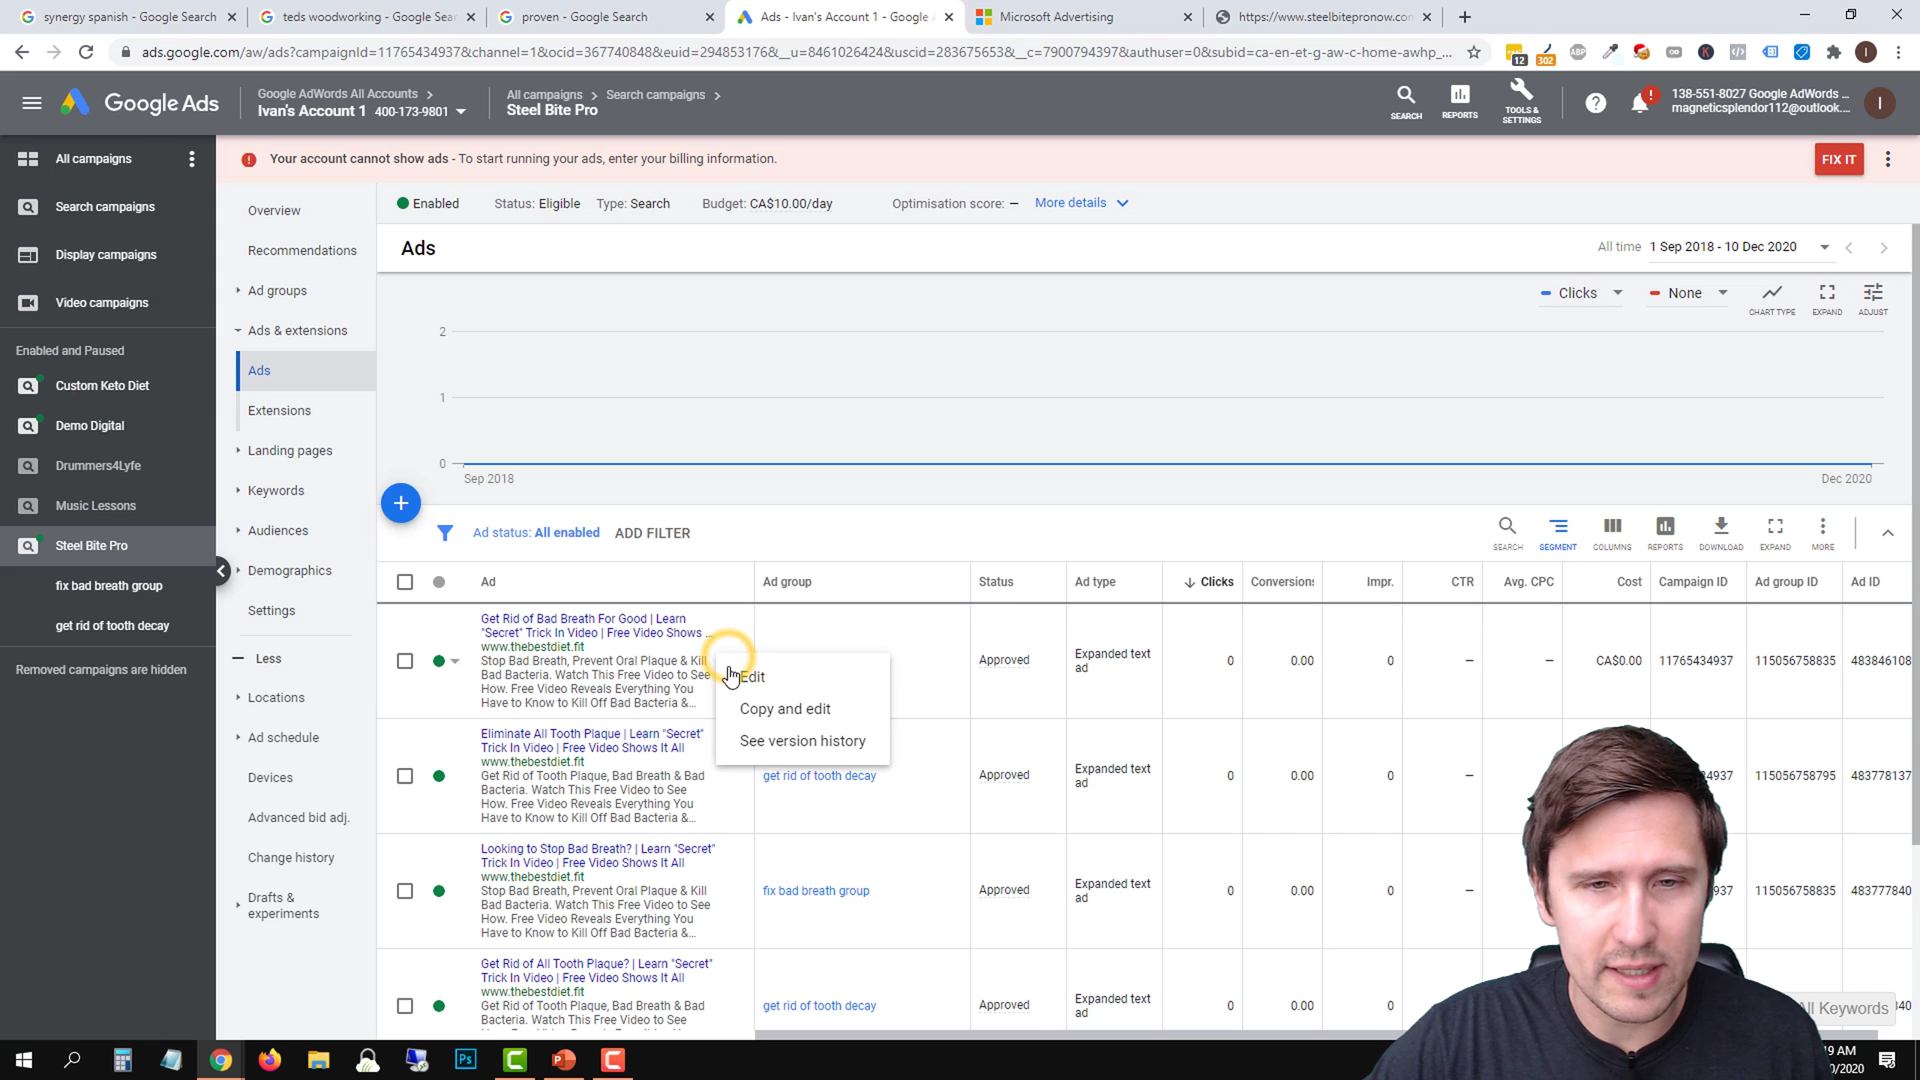 synergy spanish - Google Search
teds woodworking - Google Sear
proven - Google Search
Ads - Ivan's Account 1 - Google
Microsoft Advertising
https://www.steelbitepronow.con
ads.google.com/aw/ads?campaignId=11765434937&channel=1&ocid=367740848&euid=294853176&__u=8461026424&uscid=283675653&__c=7900794397&authuser=0&subid=ca-en-et-g-aw-c-home-awhp_...
12
302
ABP
K
I
Google Ads
Google AdWords All Accounts
Ivan's Account 1 400-173-9801
All campaigns
Search campaigns
Steel Bite Pro
SEARCH
REPORTS
TOOLS &
SETTINGS
138-551-8027 Google AdWords ...
magneticsplendor112@outlook....
I
Your account cannot show ads - To start running your ads, enter your billing information.
FIX IT
All campaigns
Search campaigns
Display campaigns
Video campaigns
Enabled and Paused
Custom Keto Diet
Demo Digital
Drummers4Lyfe
Music Lessons
Steel Bite Pro
fix bad breath group
get rid of tooth decay
Removed campaigns are hidden
Overview
Recommendations
Ad groups
Ads & extensions
Ads
Extensions
Landing pages
Keywords
Audiences
Demographics
Settings
Less
Locations
Ad schedule
Devices
Advanced bid adj.
Change history
Drafts &
experiments
Enabled
Status: Eligible
Type: Search
Budget: CA$10.00/day
Optimisation score: –
More details
Ads
All time 1 Sep 2018 - 10 Dec 2020
Clicks
None
CHART TYPE
EXPAND
ADJUST
2
1
0
Sep 2018
Dec 2020
Ad status: All enabled
ADD FILTER
SEARCH
SEGMENT
COLUMNS
REPORTS
DOWNLOAD
EXPAND
MORE
Ad
Ad group
Status
Ad type
Clicks
Conversions
Impr.
CTR
Avg. CPC
Cost
Campaign ID
Ad group ID
Ad ID
Get Rid of Bad Breath For Good | Learn
"Secret" Trick In Video | Free Video Shows ...
www.thebestdiet.fit
Stop Bad Breath, Prevent Oral Plaque & Kill
Bad Bacteria. Watch This Free Video to See
How. Free Video Reveals Everything You
Have to Know to Kill Off Bad Bacteria &...
Approved
Expanded text
ad
0
0.00
0
–
–
CA$0.00
11765434937
115056758835
483846108
Edit
Copy and edit
See version history
Eliminate All Tooth Plaque | Learn "Secret"
Trick In Video | Free Video Shows It All
www.thebestdiet.fit
Get Rid of Tooth Plaque, Bad Breath & Bad
Bacteria. Watch This Free Video to See
How. Free Video Reveals Everything You
Have to Know to Kill Off Bad Bacteria &...
get rid of tooth decay
Approved
Expanded text
ad
0
0.00
0
–
4937
115056758795
483778137
Looking to Stop Bad Breath? | Learn "Secret"
Trick In Video | Free Video Shows It All
www.thebestdiet.fit
Stop Bad Breath, Prevent Oral Plaque & Kill
Bad Bacteria. Watch This Free Video to See
How. Free Video Reveals Everything You
Have to Know to Kill Off Bad Bacteria &...
fix bad breath group
Approved
Expanded text
ad
0
0.00
0
–
937
115056758835
483777840
Get Rid of All Tooth Plaque? | Learn "Secret"
Trick In Video | Free Video Shows It All
www.thebestdiet.fit
Get Rid of Tooth Plaque, Bad Breath & Bad
Bacteria. Watch This Free Video to See
get rid of tooth decay
Approved
Expanded text
ad
0
0.00
0
–
All Keywords
40
Ps
P
C
C
9 AM
0/2020